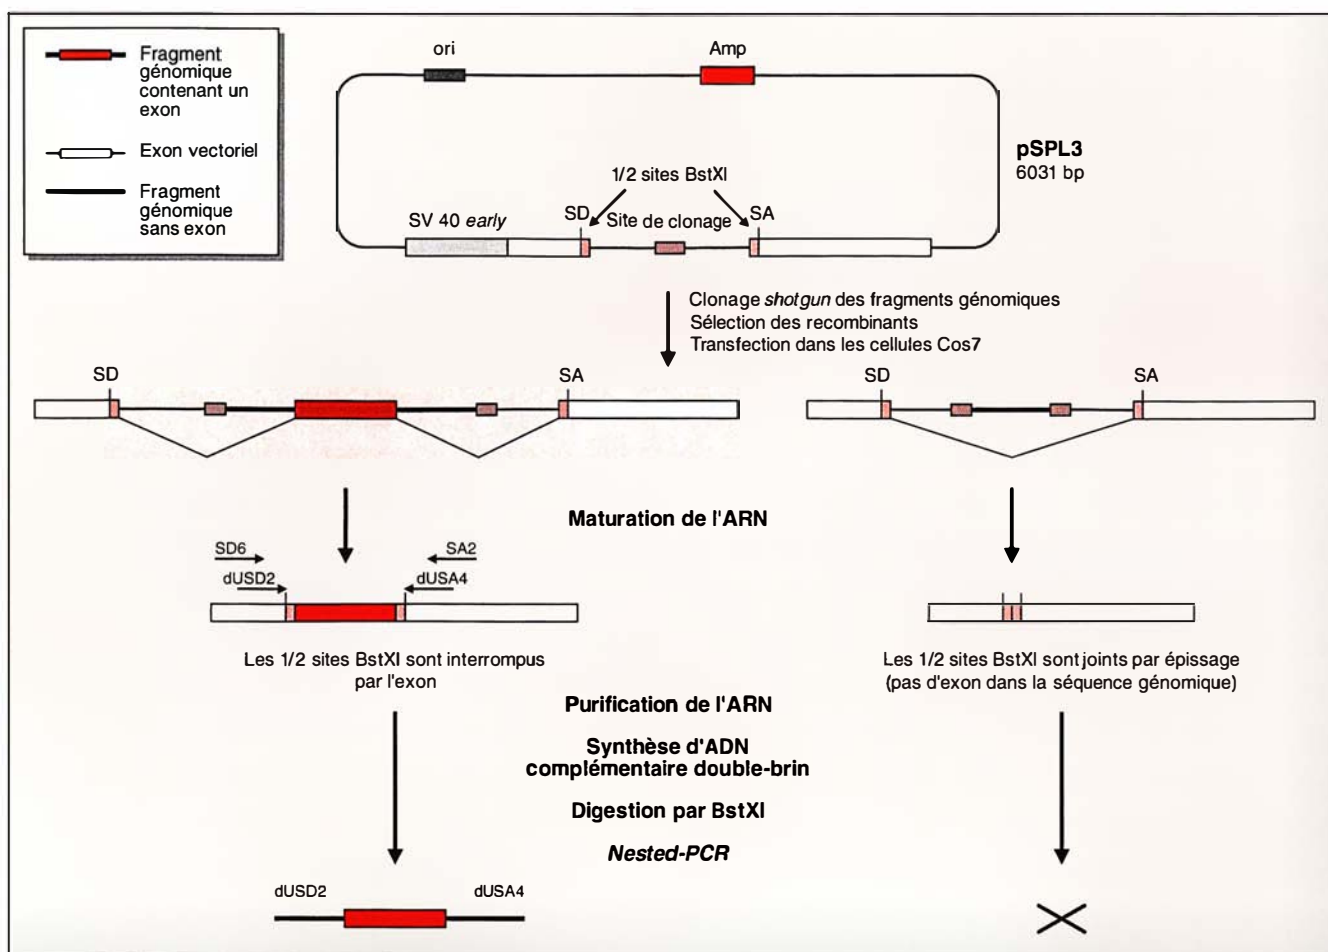 Fragment
génomique
contenant un
exon
Exon vectoriel
Fragment
génomique
sans exon
ori
Amp
pSPL3
6031 bp
1/2 sites BstXI
SV 40 early
SD
Site de clonage
SA
Clonage shotgun des fragments génomiques
Sélection des recombinants
Transfection dans les cellules Cos7
SD
SA
SD
SA
Maturation de l'ARN
SD6
SA2
dUSD2
dUSA4
Les 1/2 sites BstXI sont interrompus
par l'exon
Les 1/2 sites BstXI sont joints par épissage
(pas d'exon dans la séquence génomique)
Purification de l'ARN
Synthèse d'ADN
complémentaire double-brin
Digestion par BstXI
Nested-PCR
dUSD2
dUSA4